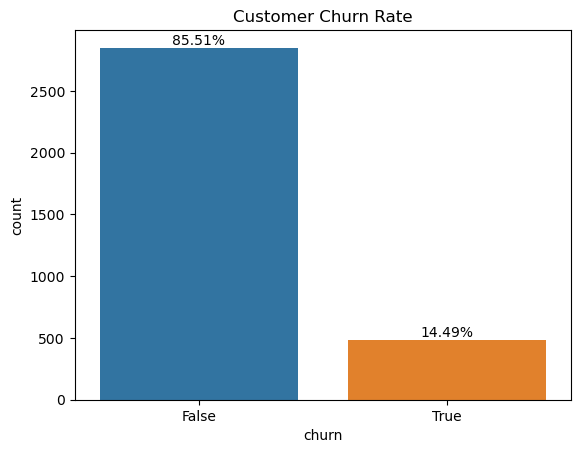 Customer Churn Rate
85.51%
14.49%
count
2500
2000
1500
1000
500
0
False
True
churn